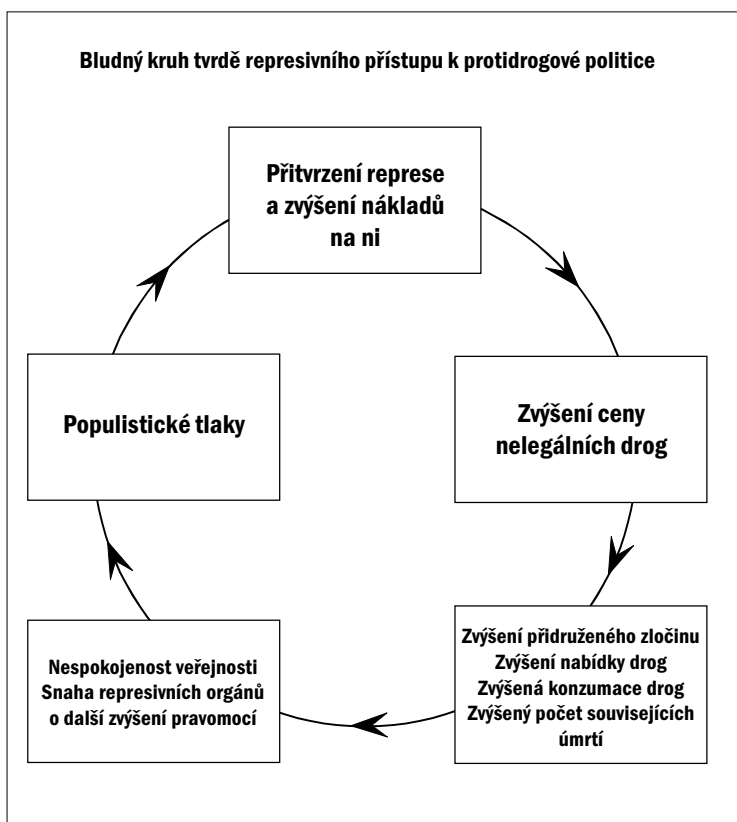 Bludný kruh tvrdě represivního přístupu k protidrogové politice
Přitvrzení represe
a zvýšení nákladů
na ni
Zvýšení ceny
nelegálních drog
Zvýšení přidruženého zločinu
Zvýšení nabídky drog
Zvýšená konzumace drog
Zvýšený počet souvisejících
úmrtí
Nespokojenost veřejnosti
Snaha represivních orgánů
o další zvýšení pravomocí
Populistické tlaky